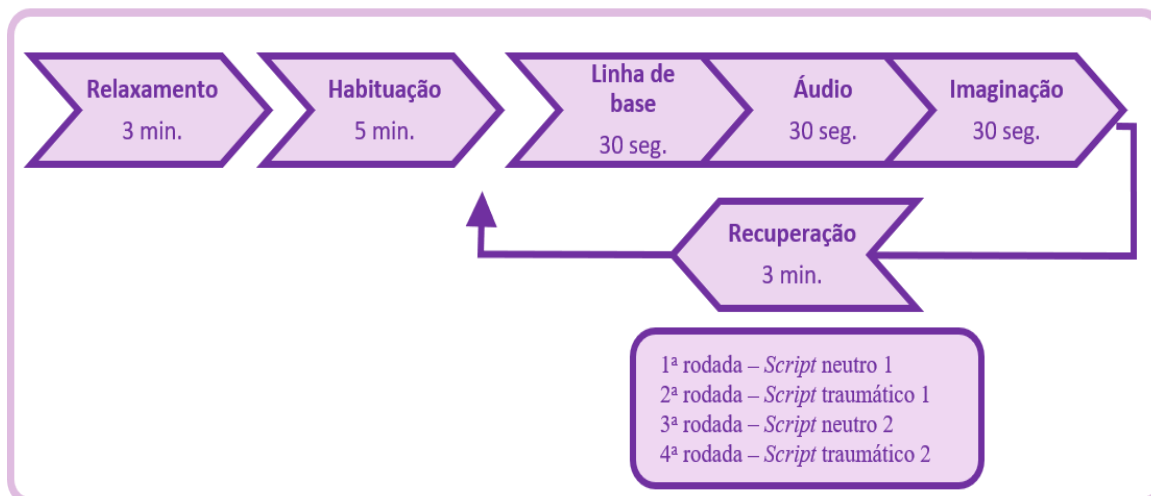 Relaxamento
3 min.
Habituação
5 min.
Linha de
base
30 seg.
Áudio
30 seg.
Imaginação
30 seg.
Recuperação
3 min.
1ª rodada – Script neutro 1
2ª rodada – Script traumático 1
3ª rodada – Script neutro 2
4ª rodada – Script traumático 2